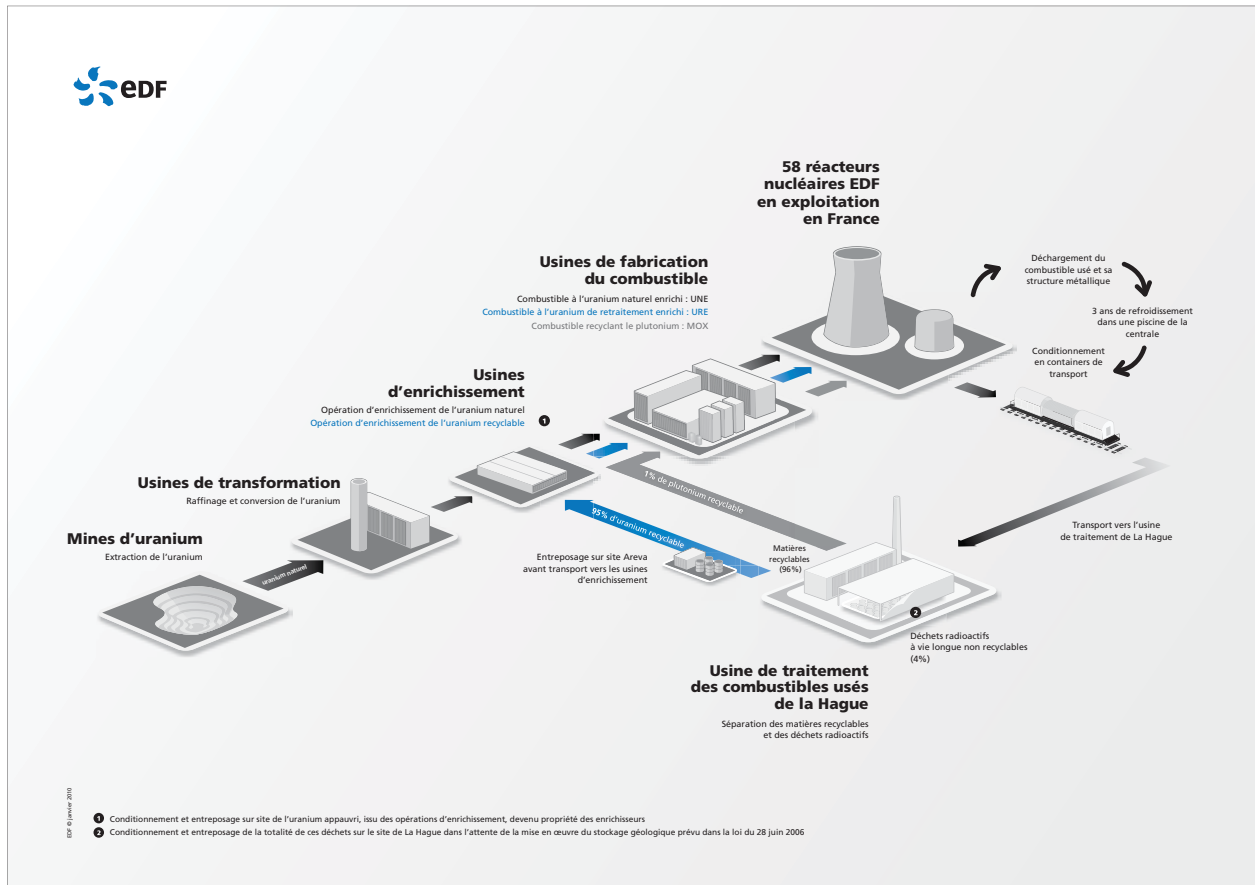 eDF
58 réacteurs
nucléaires EDF
en exploitation
en France
Usines de fabrication
du combustible
Combustible à l'uranium naturel enrichi : UNE
Combustible à l'uranium de retraitement enrichi : URE
Combustible recyclant le plutonium : MOX
Déchargement du
combustible usé et sa
structure métallique
3 ans de refroidissement
dans une piscine de la
centrale
Conditionnement
en containers de
transport
Usines
d'enrichissement
Opération d'enrichissement de l'uranium naturel
Opération d'enrichissement de l'uranium recyclable
1
Usines de transformation
Raffinage et conversion de l'uranium
Mines d'uranium
Extraction de l'uranium
uranium naturel
1% de plutonium recyclable
95% d'uranium recyclable
Entreposage sur site Areva
avant transport vers les usines
d'enrichissement
Matières
recyclables
(96%)
Transport vers l'usine
de traitement de La Hague
2
Déchets radioactifs
à vie longue non recyclables
(4%)
Usine de traitement
des combustibles usés
de la Hague
Séparation des matières recyclables
et des déchets radioactifs
EDF © janvier 2010
1 Conditionnement et entreposage sur site de l'uranium appauvri, issu des opérations d'enrichissement, devenu propriété des enrichisseurs
2 Conditionnement et entreposage de la totalité de ces déchets sur le site de La Hague dans l'attente de la mise en œuvre du stockage géologique prévu dans la loi du 28 juin 2006